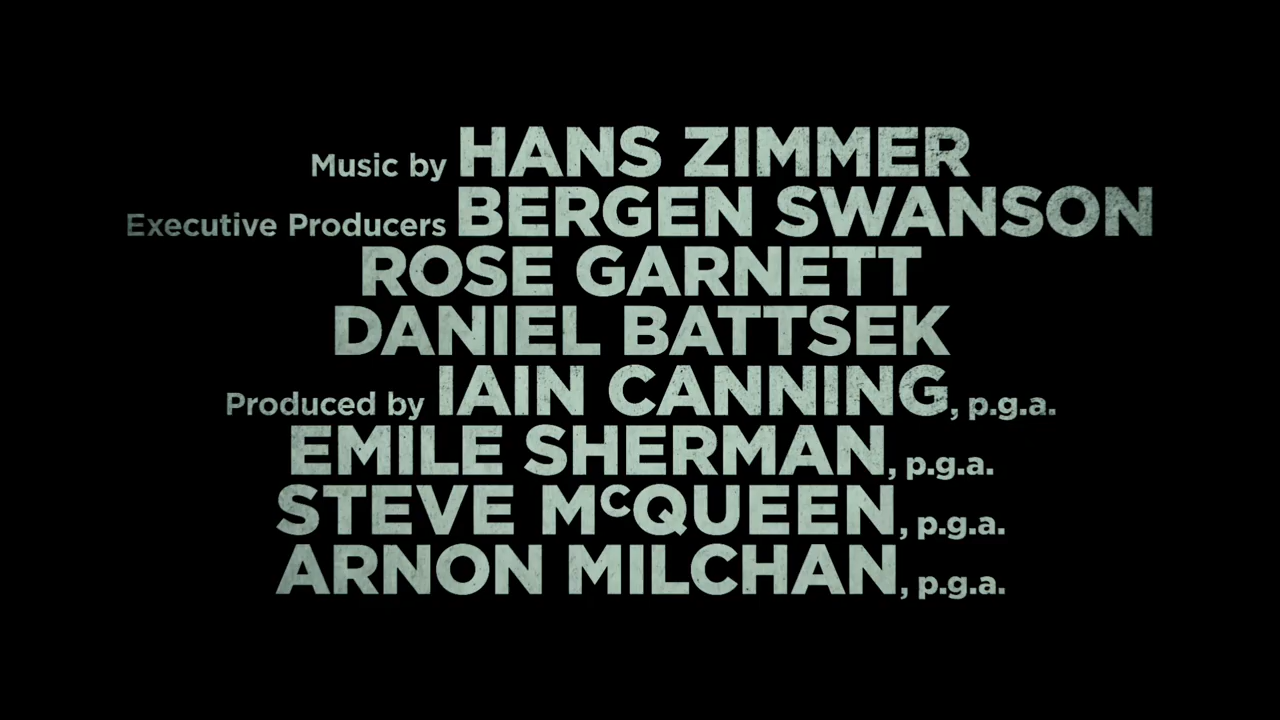 Music by HANS ZIMMER
Executive Producers BERGEN SWANSON
ROSE GARNETT
DANIEL BATTSEK
Produced by IAIN CANNING, p.g.a.
EMILE SHERMAN, p.g.a.
STEVE McQUEEN, p.g.a.
ARNON MILCHAN, p.g.a.